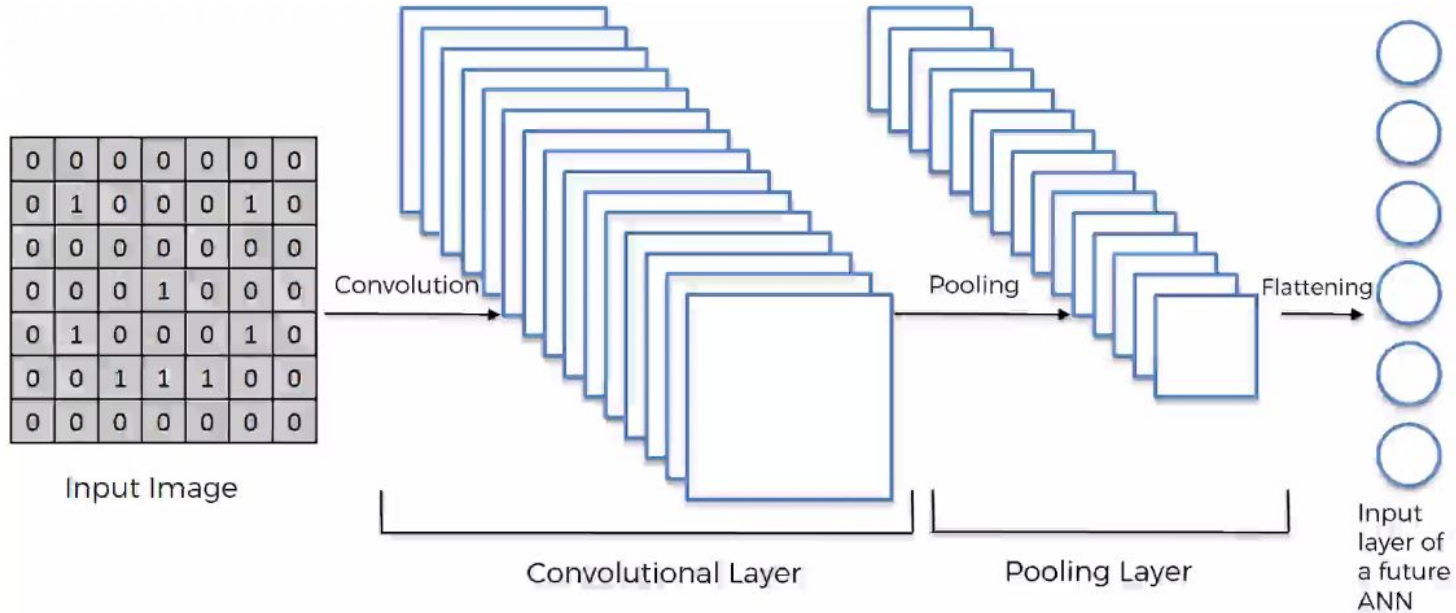 0 0 0 0 0 0 0
0 1 0 0 0 1 0
0 0 0 0 0 0 0
0 0 0 1 0 0 0
0 1 0 0 0 1 0
0 0 1 1 1 0 0
0 0 0 0 0 0 0
Input Image
Convolution
Convolutional Layer
Pooling
Pooling Layer
Flattening
Input
layer of
a future
ANN